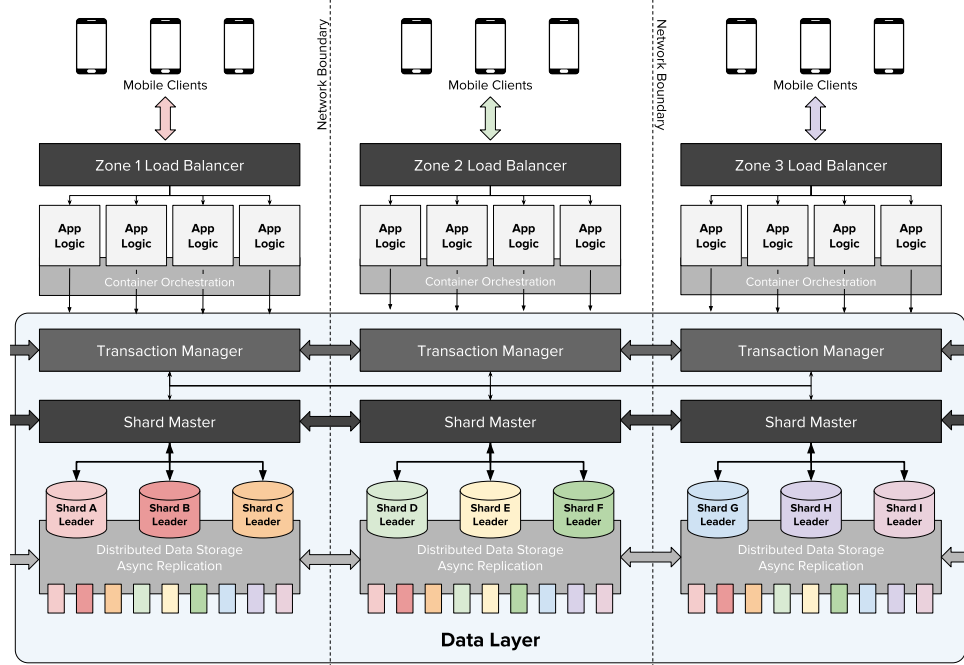 Mobile Clients
Mobile Clients
Mobile Clients
Network Boundary
Network Boundary
Zone 1 Load Balancer
Zone 2 Load Balancer
Zone 3 Load Balancer
App
Logic
App
Logic
App
Logic
App
Logic
App
Logic
App
Logic
App
Logic
App
Logic
App
Logic
App
Logic
App
Logic
App
Logic
Container Orchestration
Container Orchestration
Container Orchestration
Transaction Manager
Transaction Manager
Transaction Manager
Shard Master
Shard Master
Shard Master
Shard A
Leader
Shard B
Leader
Shard C
Leader
Shard D
Leader
Shard E
Leader
Shard F
Leader
Shard G
Leader
Shard H
Leader
Shard I
Leader
Distributed Data Storage
Async Replication
Distributed Data Storage
Async Replication
Distributed Data Storage
Async Replication
Data Layer